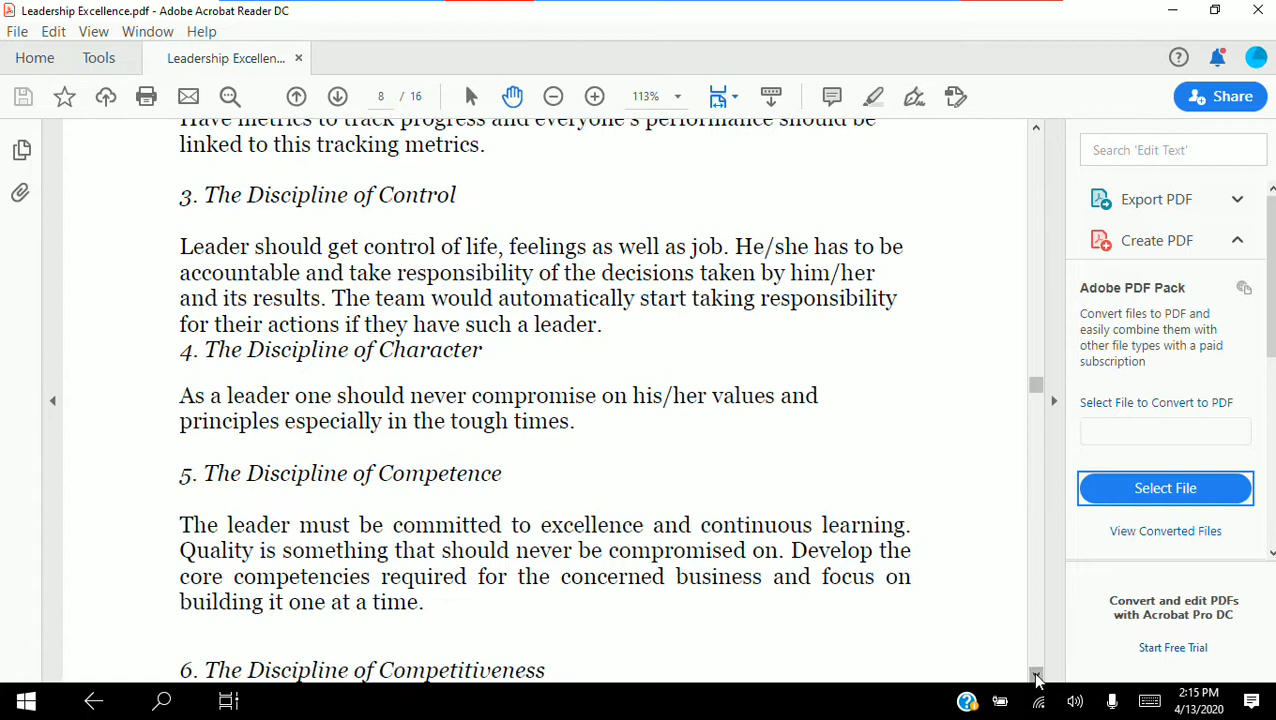 Leadership Excellence.pdf - Adobe Acrobat Reader DC
File Edit View Window Help
Home Tools Leadership Excellen...
8 / 16 113% Share
Have metrics to track progress and everyone's performance should be
linked to this tracking metrics.
3. The Discipline of Control
Leader should get control of life, feelings as well as job. He/she has to be
accountable and take responsibility of the decisions taken by him/her
and its results. The team would automatically start taking responsibility
for their actions if they have such a leader.
4. The Discipline of Character
As a leader one should never compromise on his/her values and
principles especially in the tough times.
5. The Discipline of Competence
The leader must be committed to excellence and continuous learning.
Quality is something that should never be compromised on. Develop the
core competencies required for the concerned business and focus on
building it one at a time.
6. The Discipline of Competitiveness
Search 'Edit Text'
Export PDF
Create PDF
Adobe PDF Pack
Convert files to PDF and
easily combine them with
other file types with a paid
subscription
Select File to Convert to PDF
Select File
View Converted Files
Convert and edit PDFs
with Acrobat Pro DC
Start Free Trial
2:15 PM
4/13/2020